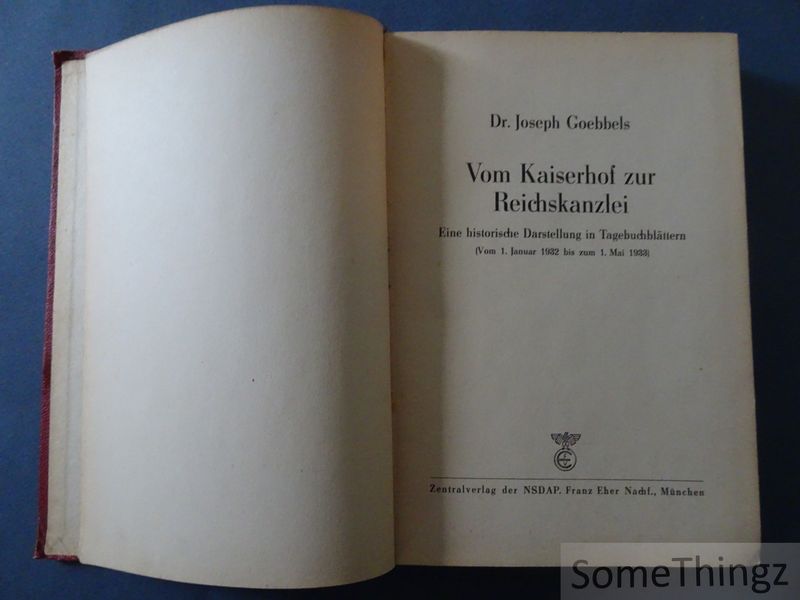 Dr. Joseph Goebbels
Vom Kaiserhof zur
Reichskanzlei
Eine historische Darstellung in Tagebuchblättern
(Vom 1. Januar 1932 bis zum 1. Mai 1933)
Zentralverlag der NSDAP. Franz Eher Nachf., München
SomeThingz